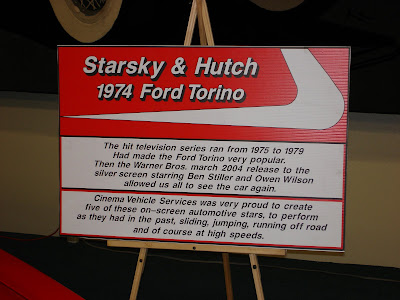 Starsky & Hutch
1974 Ford Torino
The hit television series ran from 1975 to 1979
Had made the Ford Torino very popular.
Then the Warner Bros. march 2004 release to the
silver screen starring Ben Stiller and Owen Wilson
allowed us all to see the car again.
Cinema Vehicle Services was very proud to create
five of these on-screen automotive stars, to perform
as they had in the past, sliding, jumping, running off road
and of course at high speeds.